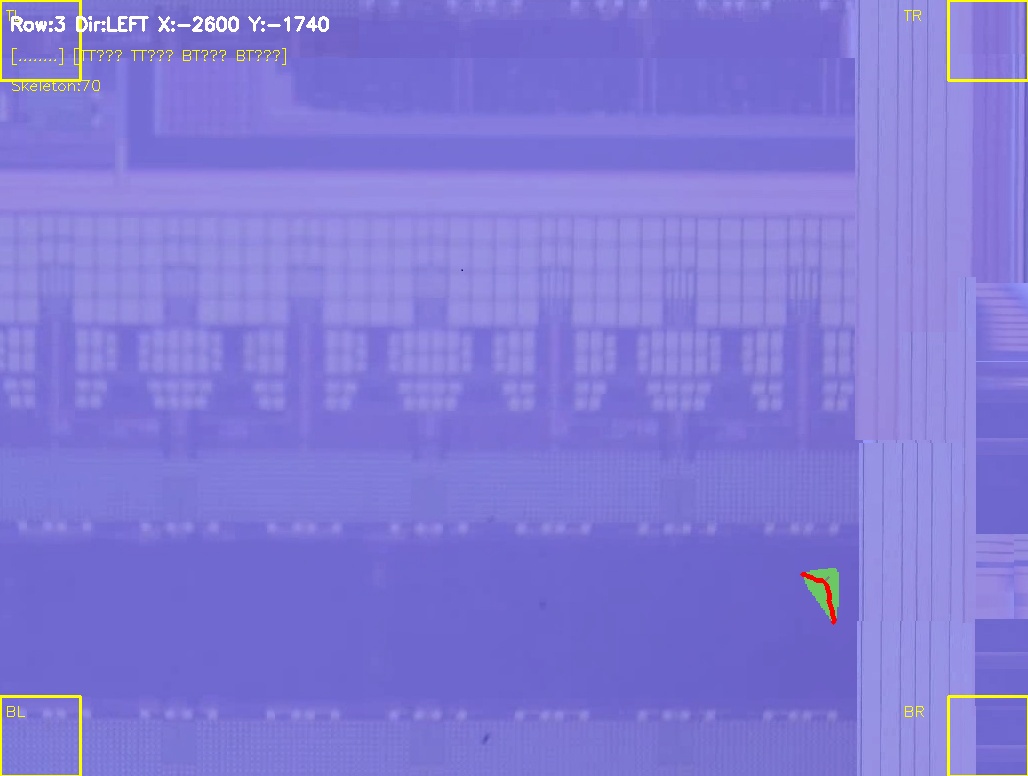 TL
TR
Row:3 Dir:LEFT X:-2600 Y:-1740
[........] [TT??? TT??? BT??? BT???]
Skeleton:70
BL
BR